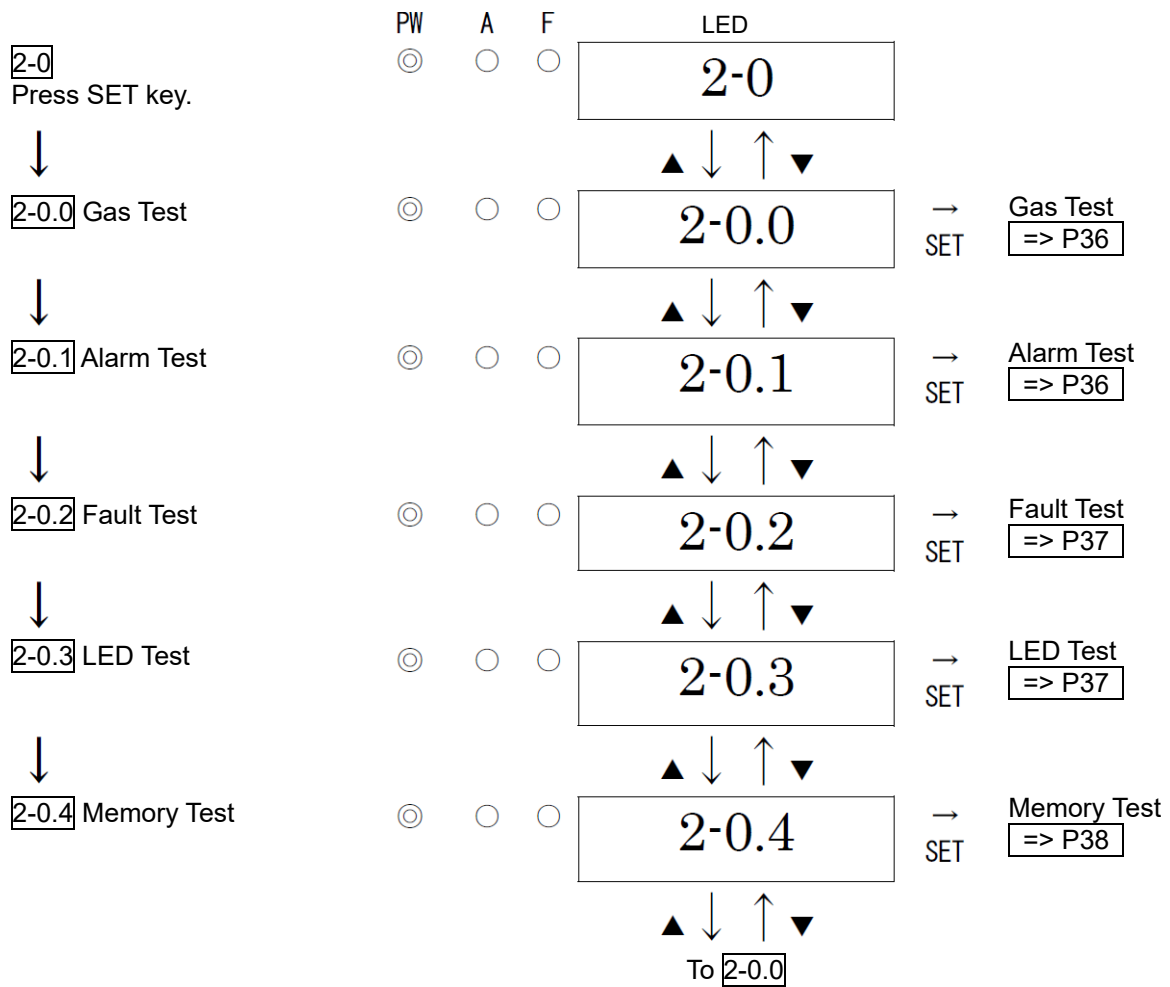 PW A F LED
2-0
Press SET key.
◎ ○ ○ 2-0
↓ ▲ ↓ ↑ ▼
2-0.0 Gas Test ◎ ○ ○ 2-0.0 → SET Gas Test
=> P36
↓ ▲ ↓ ↑ ▼
2-0.1 Alarm Test ◎ ○ ○ 2-0.1 → SET Alarm Test
=> P36
↓ ▲ ↓ ↑ ▼
2-0.2 Fault Test ◎ ○ ○ 2-0.2 → SET Fault Test
=> P37
↓ ▲ ↓ ↑ ▼
2-0.3 LED Test ◎ ○ ○ 2-0.3 → SET LED Test
=> P37
↓ ▲ ↓ ↑ ▼
2-0.4 Memory Test ◎ ○ ○ 2-0.4 → SET Memory Test
=> P38
▲ ↓ ↑ ▼
To 2-0.0